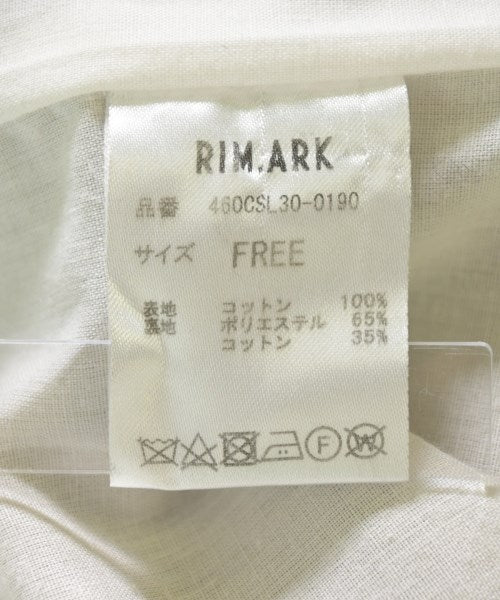 RIM.ARK
品番 460CSL30-0190
サイズ FREE
表地 コットン 100%
裏地 ポリエステル 65%
コットン 35%
F W